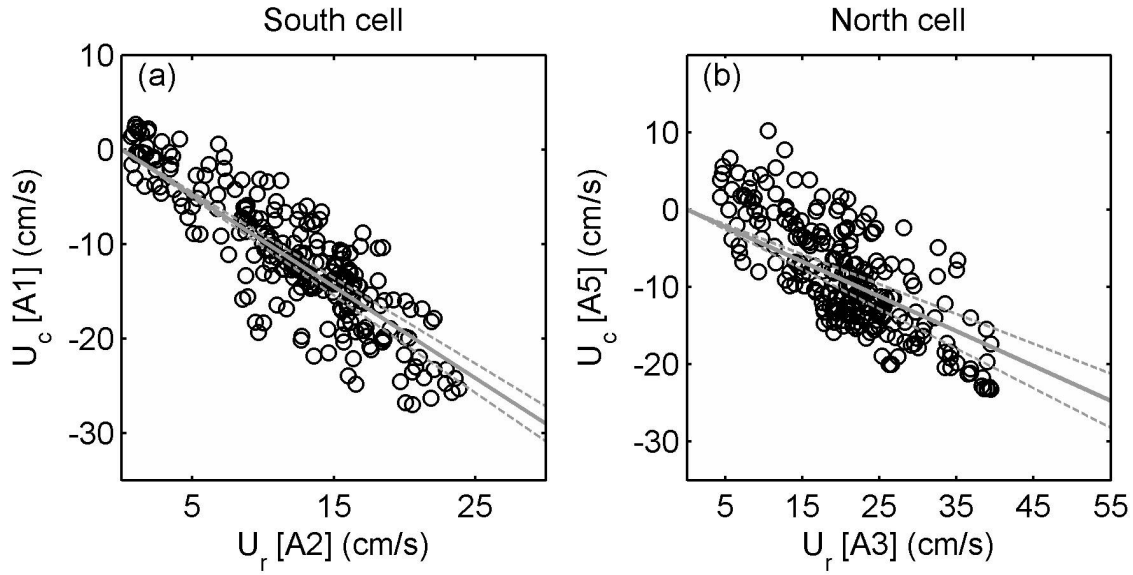 South cell
North cell
(a)
10
0
-10
-20
-30
U_c [A1] (cm/s)
5
15
25
U_r [A2] (cm/s)
(b)
10
0
-10
-20
-30
U_c [A5] (cm/s)
5
15
25
35
45
55
U_r [A3] (cm/s)